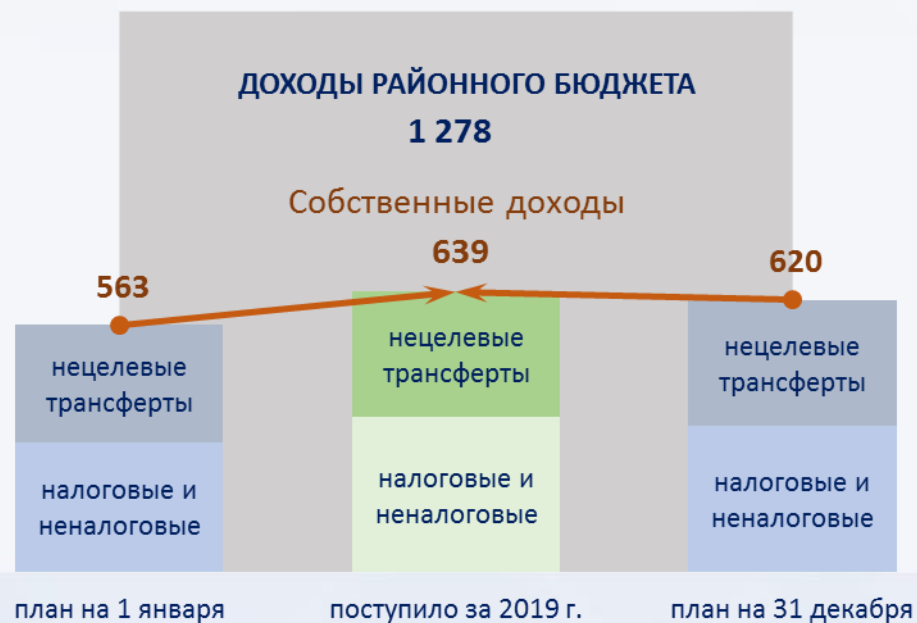 ДОХОДЫ РАЙОННОГО БЮДЖЕТА
1 278
Собственные доходы
639
563
620
нецелевые
трансферты
нецелевые
трансферты
нецелевые
трансферты
налоговые и
неналоговые
налоговые и
неналоговые
налоговые и
неналоговые
план на 1 января
поступило за 2019 г.
план на 31 декабря